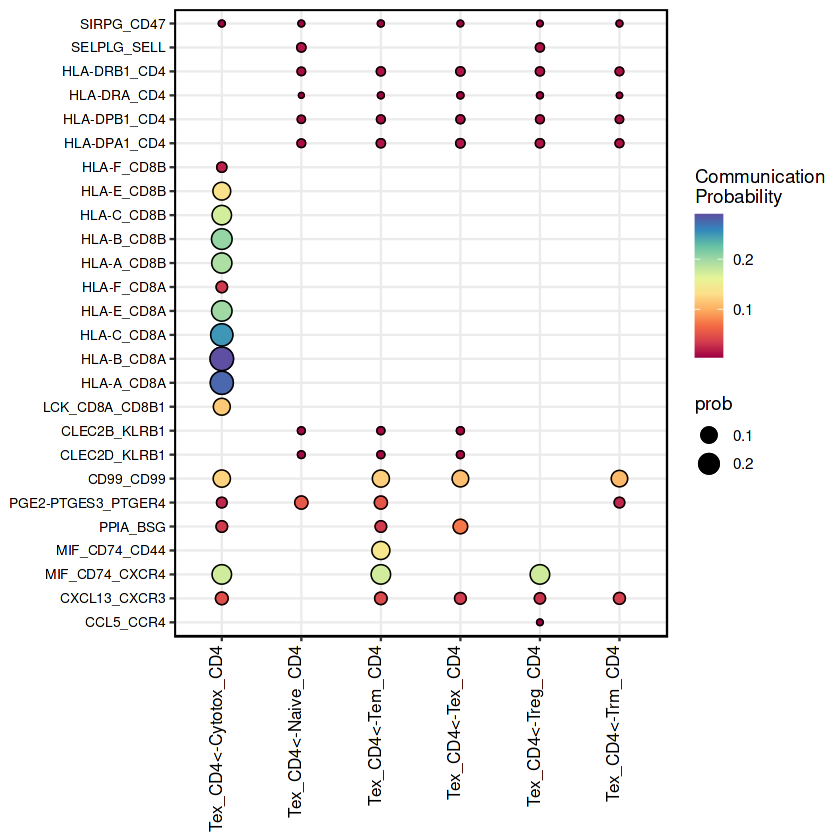 SIRPG_CD47
SELPLG_SELL
HLA-DRB1_CD4
HLA-DRA_CD4
HLA-DPB1_CD4
HLA-DPA1_CD4
HLA-F_CD8B
HLA-E_CD8B
HLA-C_CD8B
HLA-B_CD8B
HLA-A_CD8B
HLA-F_CD8A
HLA-E_CD8A
HLA-C_CD8A
HLA-B_CD8A
HLA-A_CD8A
LCK_CD8A_CD8B1
CLEC2B_KLRB1
CLEC2D_KLRB1
CD99_CD99
PGE2-PTGES3_PTGER4
PPIA_BSG
MIF_CD74_CD44
MIF_CD74_CXCR4
CXCL13_CXCR3
CCL5_CCR4
Tex_CD4<-Cytotox_CD4
Tex_CD4<-Naive_CD4
Tex_CD4<-Tem_CD4
Tex_CD4<-Tex_CD4
Tex_CD4<-Treg_CD4
Tex_CD4<-Trm_CD4
Communication
Probability
0.2
0.1
prob
0.1
0.2